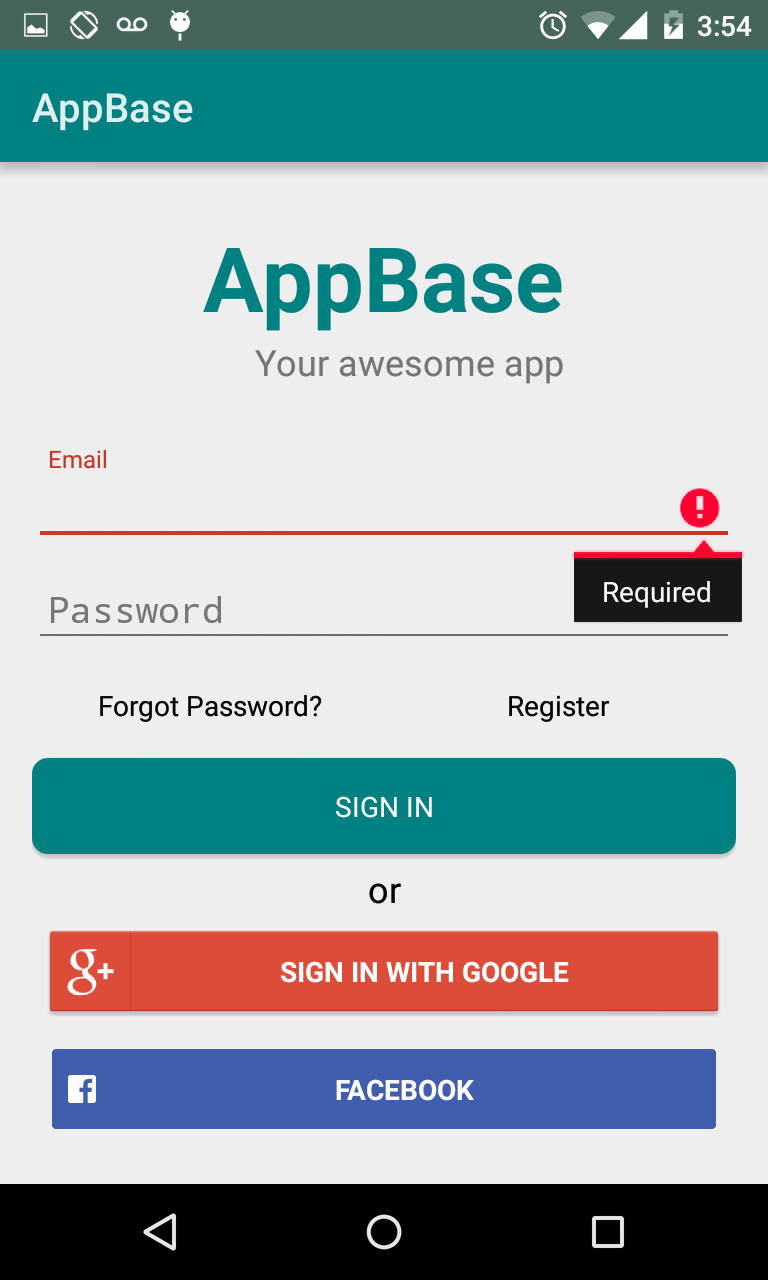 3:54
AppBase
AppBase
Your awesome app
Email
Required
Password
Forgot Password? Register
SIGN IN
or
g+ SIGN IN WITH GOOGLE
FACEBOOK